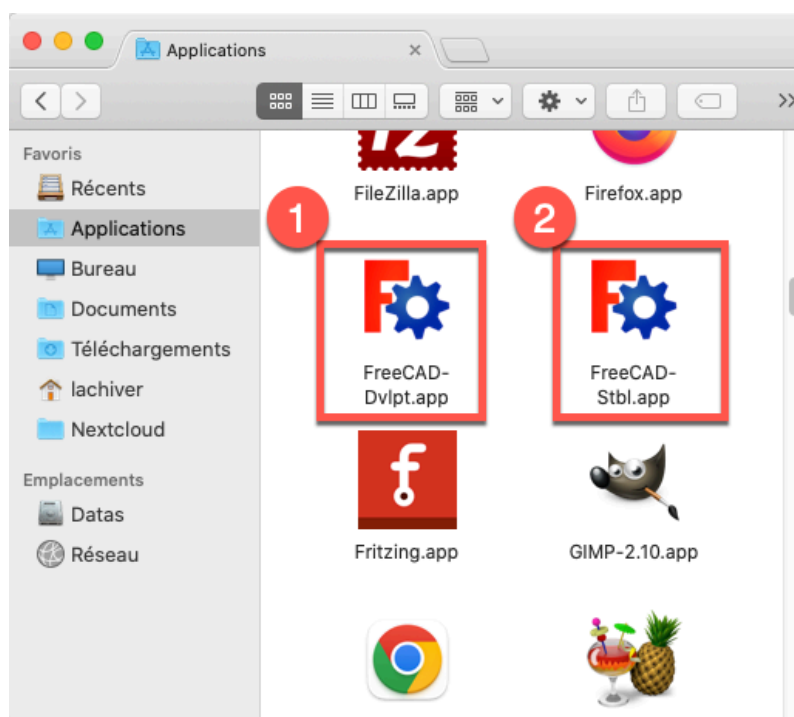 Applications
Favoris
Récents
Applications
Bureau
Documents
Téléchargements
lachiver
Nextcloud
Emplacements
Datas
Réseau
FileZilla.app
Firefox.app
1
2
FreeCAD-
Dvlpt.app
FreeCAD-
Stbl.app
f
Fritzing.app
GIMP-2.10.app